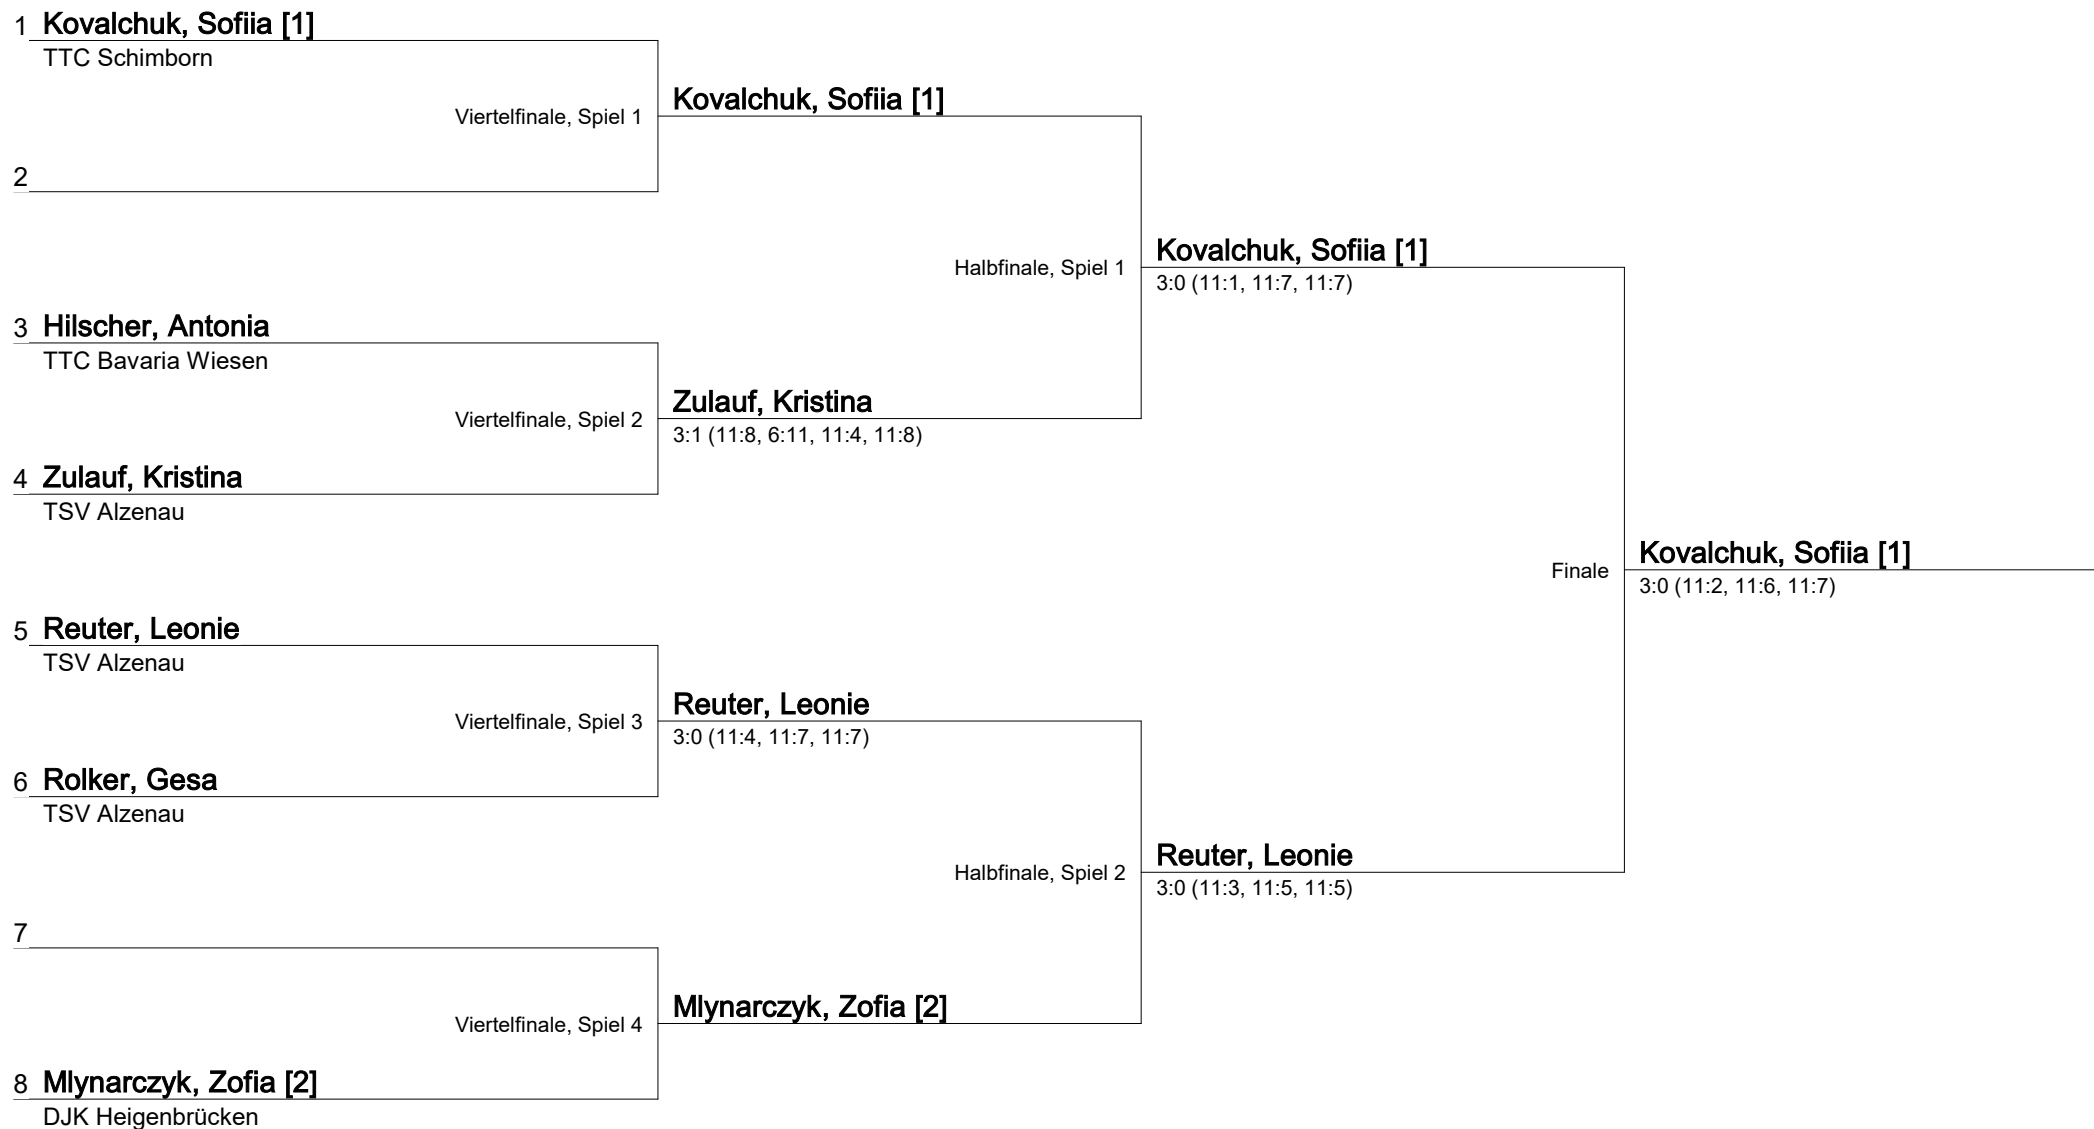 1 Kovalchuk, Sofiia [1]
TTC Schimborn
Viertelfinale, Spiel 1
Kovalchuk, Sofiia [1]
2
Halbfinale, Spiel 1
Kovalchuk, Sofiia [1]
3:0 (11:1, 11:7, 11:7)
3 Hilscher, Antonia
TTC Bavaria Wiesen
Viertelfinale, Spiel 2
Zulauf, Kristina
3:1 (11:8, 6:11, 11:4, 11:8)
4 Zulauf, Kristina
TSV Alzenau
Finale
Kovalchuk, Sofiia [1]
3:0 (11:2, 11:6, 11:7)
5 Reuter, Leonie
TSV Alzenau
Viertelfinale, Spiel 3
Reuter, Leonie
3:0 (11:4, 11:7, 11:7)
6 Rolker, Gesa
TSV Alzenau
Halbfinale, Spiel 2
Reuter, Leonie
3:0 (11:3, 11:5, 11:5)
7
Viertelfinale, Spiel 4
Mlynarczyk, Zofia [2]
8 Mlynarczyk, Zofia [2]
DJK Heigenbrücken